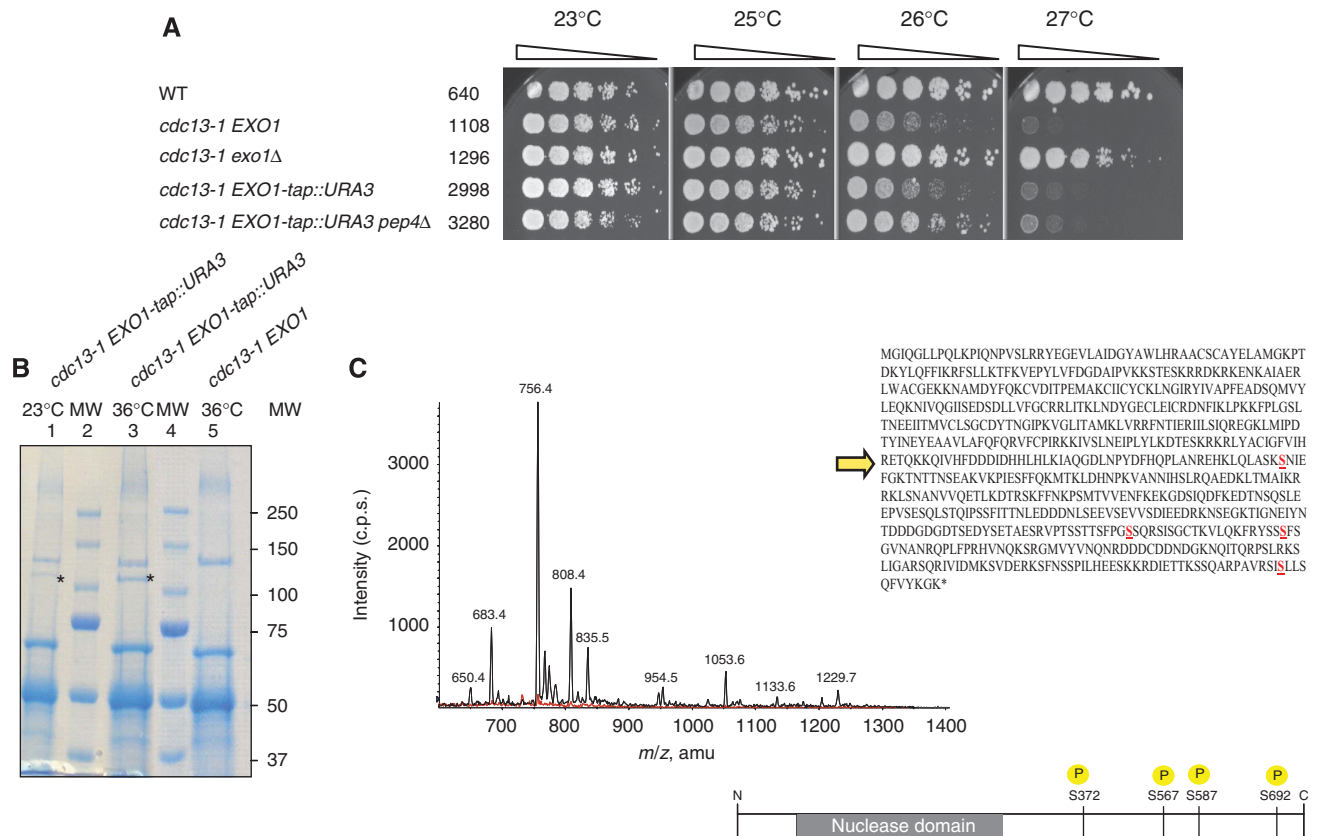 A
23°C 25°C 26°C 27°C
WT 640
cdc13-1 EXO1 1108
cdc13-1 exo1Δ 1296
cdc13-1 EXO1-tap::URA3 2998
cdc13-1 EXO1-tap::URA3 pep4Δ 3280
B
cdc13-1 EXO1-tap::URA3
cdc13-1 EXO1-tap::URA3
cdc13-1 EXO1
23°C MW 36°C MW 36°C MW
1 2 3 4 5
250
150
* *
100
75
50
37
C
Intensity (c.p.s.)
3000
2000
1000
650.4
683.4
756.4
808.4
835.5
954.5
1053.6
1133.6
1229.7
700 800 900 1000 1100 1200 1300 1400
m/z, amu
MGIQGLLPQLKPIQNPVSLRRYEGEVLAIDGYAWLHRAACSCAYELAMGKPT
DKYLQFFIKRFSLLKTFKVEPYLVFDGDAIPVKKSTESKRRDKRKENKAIAER
LWACGEKKNAMDYFQKCVDITPEMAKCIICYCKLNGIRYIVAPFEADSQMVY
LEQKNIVQGIISEDSDLLVFGCRRLITKLNDYGECLEICRDNFIKLPKKFPLGSL
TNEEIITMVCLSGCDYTNGIPKVGLITAMKLVRRFNTIERIILSIQREGKLMIPD
TYINEYEAAVLAFQFQRVFCPIRKKIVSLNEIPLYLKDTESKRKRLYACIGFVIH
RETQKKQIVHFDDDIDHHLHLKIAQGDLNPYDFHQPLANREHKLQLASKSNIE
FGKTNTTNSEAKVKPIESFFQKMTKLDHNPKVANNIHSLRQAEDKLTMAIKR
RKLSNANVVQETLKDTRSKFFNKPSMTVVENFKEKGDSIQDFKEDTNSQSLE
EPVSESQLSTQIPSSFITTNLEDDDNLSEEVSEVVSDIEEDRKNSEGKTIGNEIYN
TDDDGDGDTSEDYSETAESRVPTSSTTSFPGSSQRSISGCTKVLQKFRYSSSFS
GVNANRQPLFPRHVNQKSRGMVYVNQNRDDDCDDNDGKNQITQRPSLRKS
LIGARSQRIVIDMKSVDERKSFNSSPILHEESKKRDIETTKSSQARPAVRSISLLS
QFVYKGK*
P P P P
N S372 S567 S587 S692 C
Nuclease domain